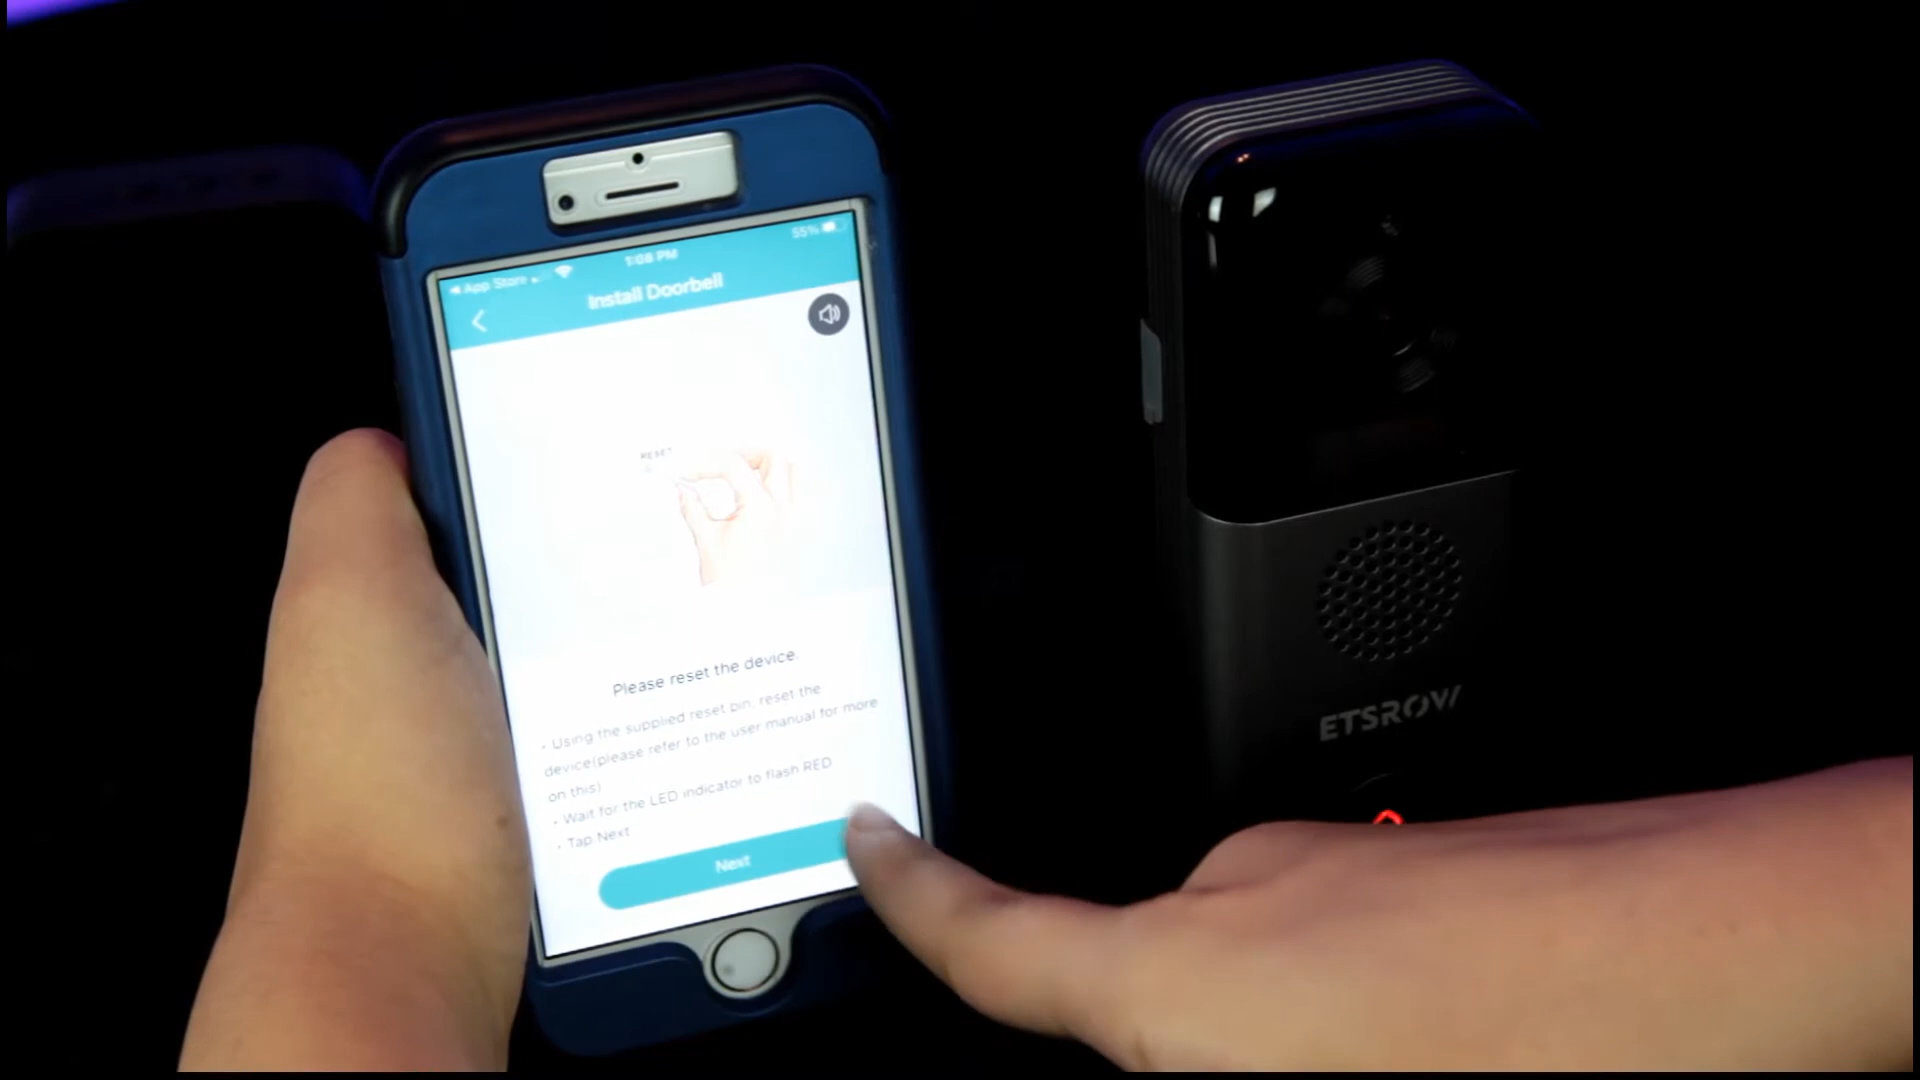 App Store
1:08 PM
55%
Install Doorbell
RESET
Please reset the device.
• Using the supplied reset pin, reset the
device(please refer to the user manual for more
on this)
• Wait for the LED indicator to flash RED
• Tap Next
Next
ETSROW